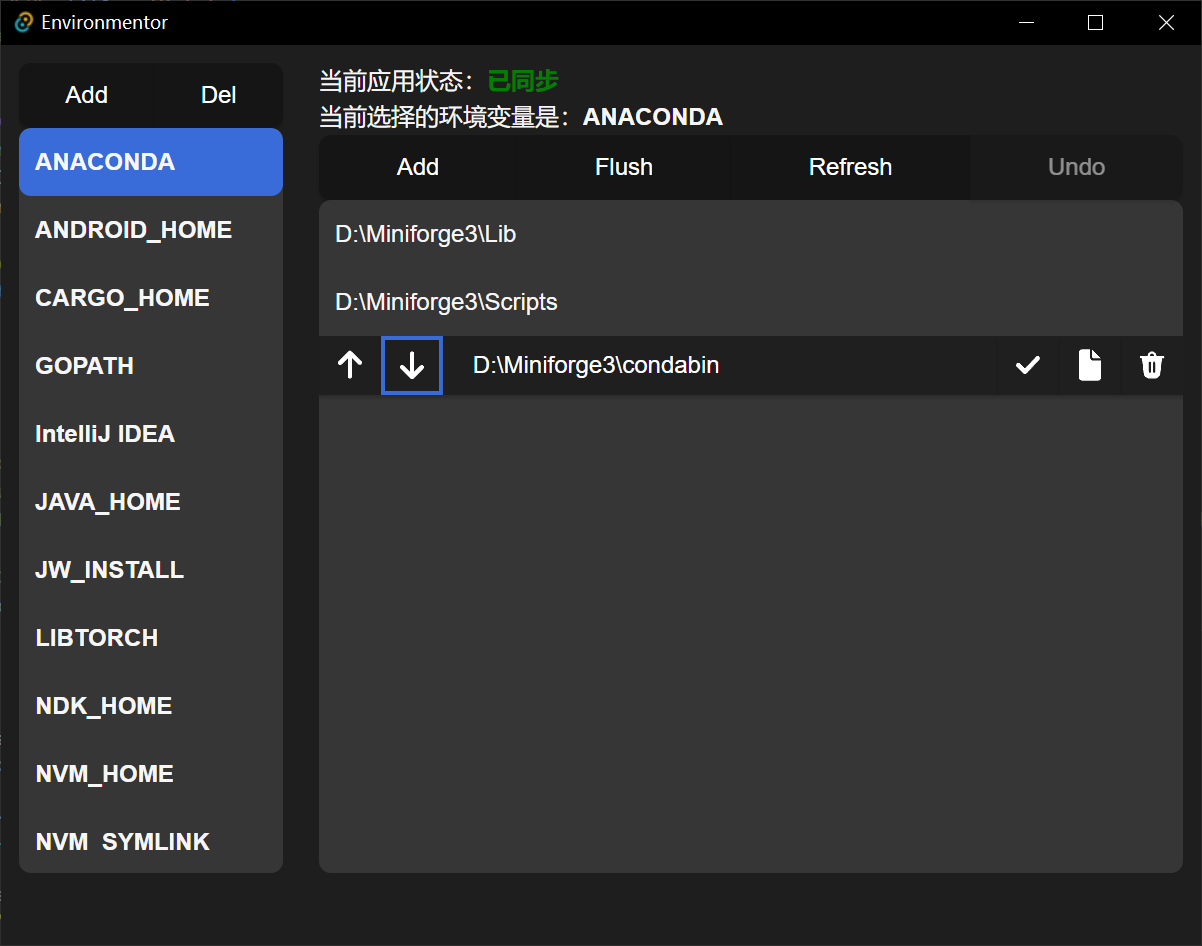 Environmentor
Add Del
ANACONDA
ANDROID_HOME
CARGO_HOME
GOPATH
IntelliJ IDEA
JAVA_HOME
JW_INSTALL
LIBTORCH
NDK_HOME
NVM_HOME
NVM_SYMLINK
当前应用状态：已同步
当前选择的环境变量是：ANACONDA
Add Flush Refresh Undo
D:\Miniforge3\Lib
D:\Miniforge3\Scripts
D:\Miniforge3\condabin